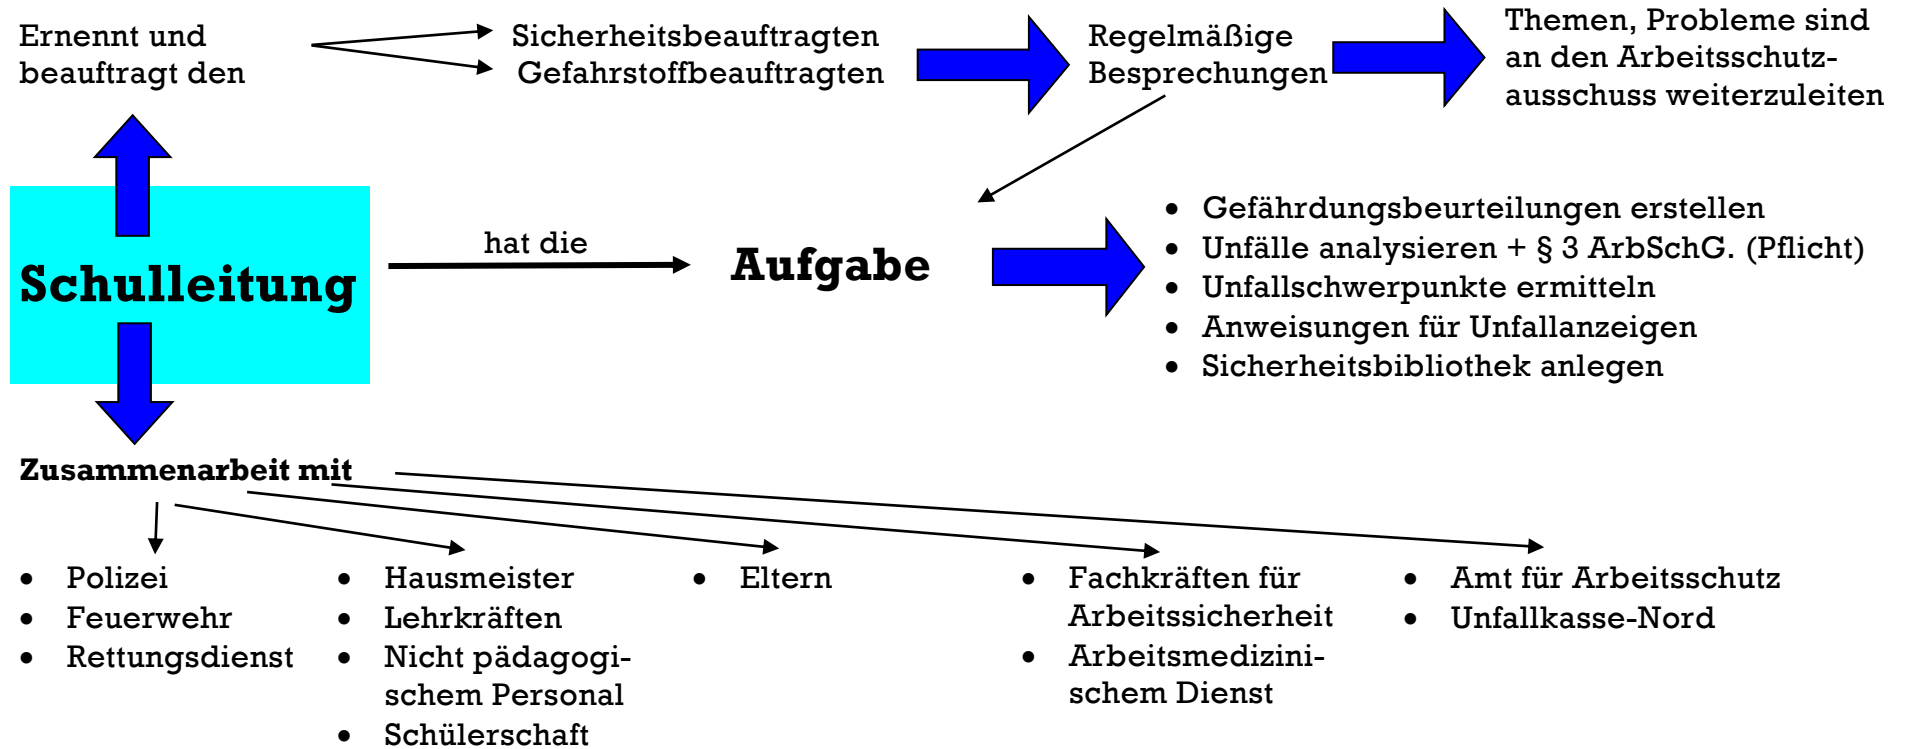 Ernennt und
beauftragt den
Sicherheitsbeauftragten
Gefahrstoffbeauftragten
Regelmäßige
Besprechungen
Themen, Probleme sind
an den Arbeitsschutz-
ausschuss weiterzuleiten
Schulleitung
hat die
Aufgabe
• Gefährdungsbeurteilungen erstellen
• Unfälle analysieren + § 3 ArbSchG. (Pflicht)
• Unfallschwerpunkte ermitteln
• Anweisungen für Unfallanzeigen
• Sicherheitsbibliothek anlegen
Zusammenarbeit mit
• Polizei
• Feuerwehr
• Rettungsdienst
• Hausmeister
• Lehrkräften
• Nicht pädagogi-
schem Personal
• Schülerschaft
• Eltern
• Fachkräften für
Arbeitssicherheit
• Arbeitsmedizini-
schem Dienst
• Amt für Arbeitsschutz
• Unfallkasse-Nord